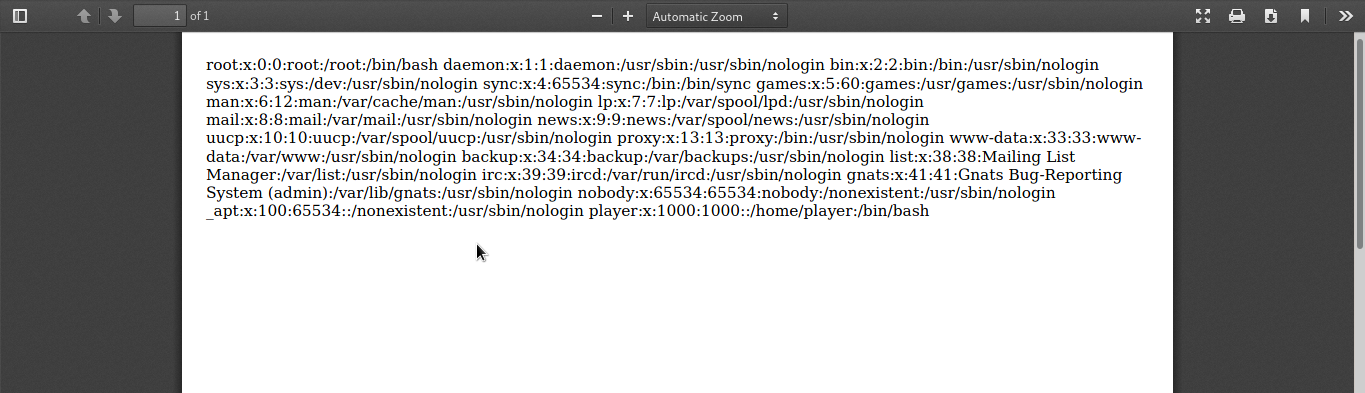 1 of 1
Automatic Zoom
root:x:0:0:root:/root:/bin/bash daemon:x:1:1:daemon:/usr/sbin:/usr/sbin/nologin bin:x:2:2:bin:/bin:/usr/sbin/nologin
sys:x:3:3:sys:/dev:/usr/sbin/nologin sync:x:4:65534:sync:/bin:/bin/sync games:x:5:60:games:/usr/games:/usr/sbin/nologin
man:x:6:12:man:/var/cache/man:/usr/sbin/nologin lp:x:7:7:lp:/var/spool/lpd:/usr/sbin/nologin
mail:x:8:8:mail:/var/mail:/usr/sbin/nologin news:x:9:9:news:/var/spool/news:/usr/sbin/nologin
uucp:x:10:10:uucp:/var/spool/uucp:/usr/sbin/nologin proxy:x:13:13:proxy:/bin:/usr/sbin/nologin www-data:x:33:33:www-
data:/var/www:/usr/sbin/nologin backup:x:34:34:backup:/var/backups:/usr/sbin/nologin list:x:38:38:Mailing List
Manager:/var/list:/usr/sbin/nologin irc:x:39:39:ircd:/var/run/ircd:/usr/sbin/nologin gnats:x:41:41:Gnats Bug-Reporting
System (admin):/var/lib/gnats:/usr/sbin/nologin nobody:x:65534:65534:nobody:/nonexistent:/usr/sbin/nologin
_apt:x:100:65534::/nonexistent:/usr/sbin/nologin player:x:1000:1000::/home/player:/bin/bash